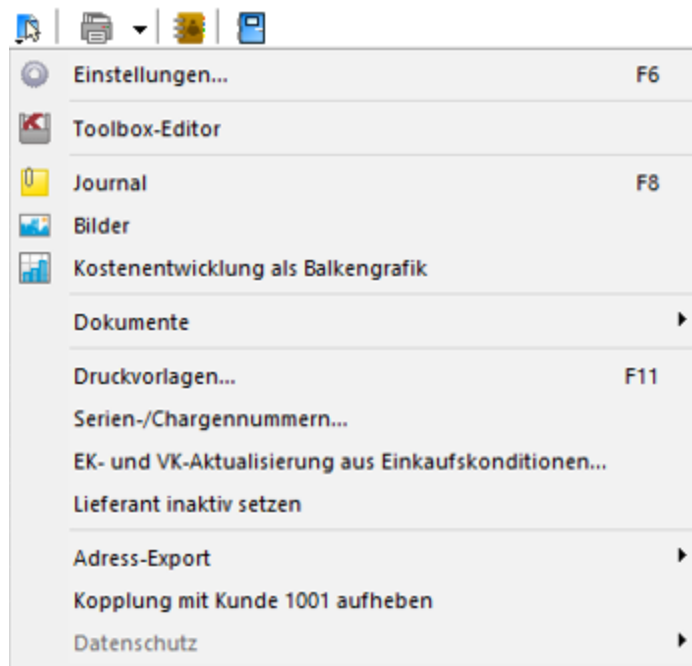 Einstellungen... F6
Toolbox-Editor
Journal F8
Bilder
Kostenentwicklung als Balkengrafik
Dokumente
Druckvorlagen... F11
Serien-/Chargennummern...
EK- und VK-Aktualisierung aus Einkaufskonditionen...
Lieferant inaktiv setzen
Adress-Export
Kopplung mit Kunde 1001 aufheben
Datenschutz